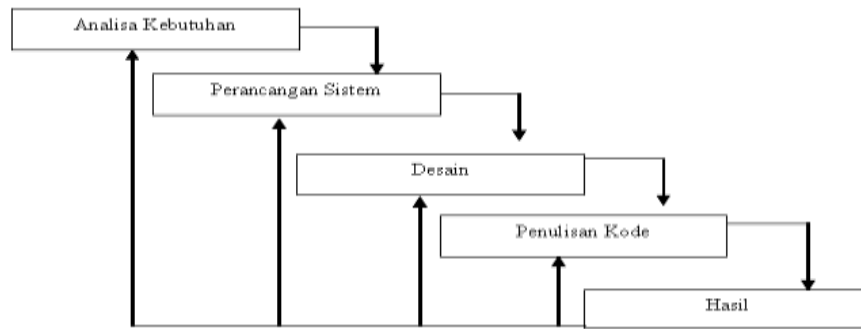 Analisa Kebutuhan
Perancangan Sistem
Desain
Penulisan Kode
Hasil